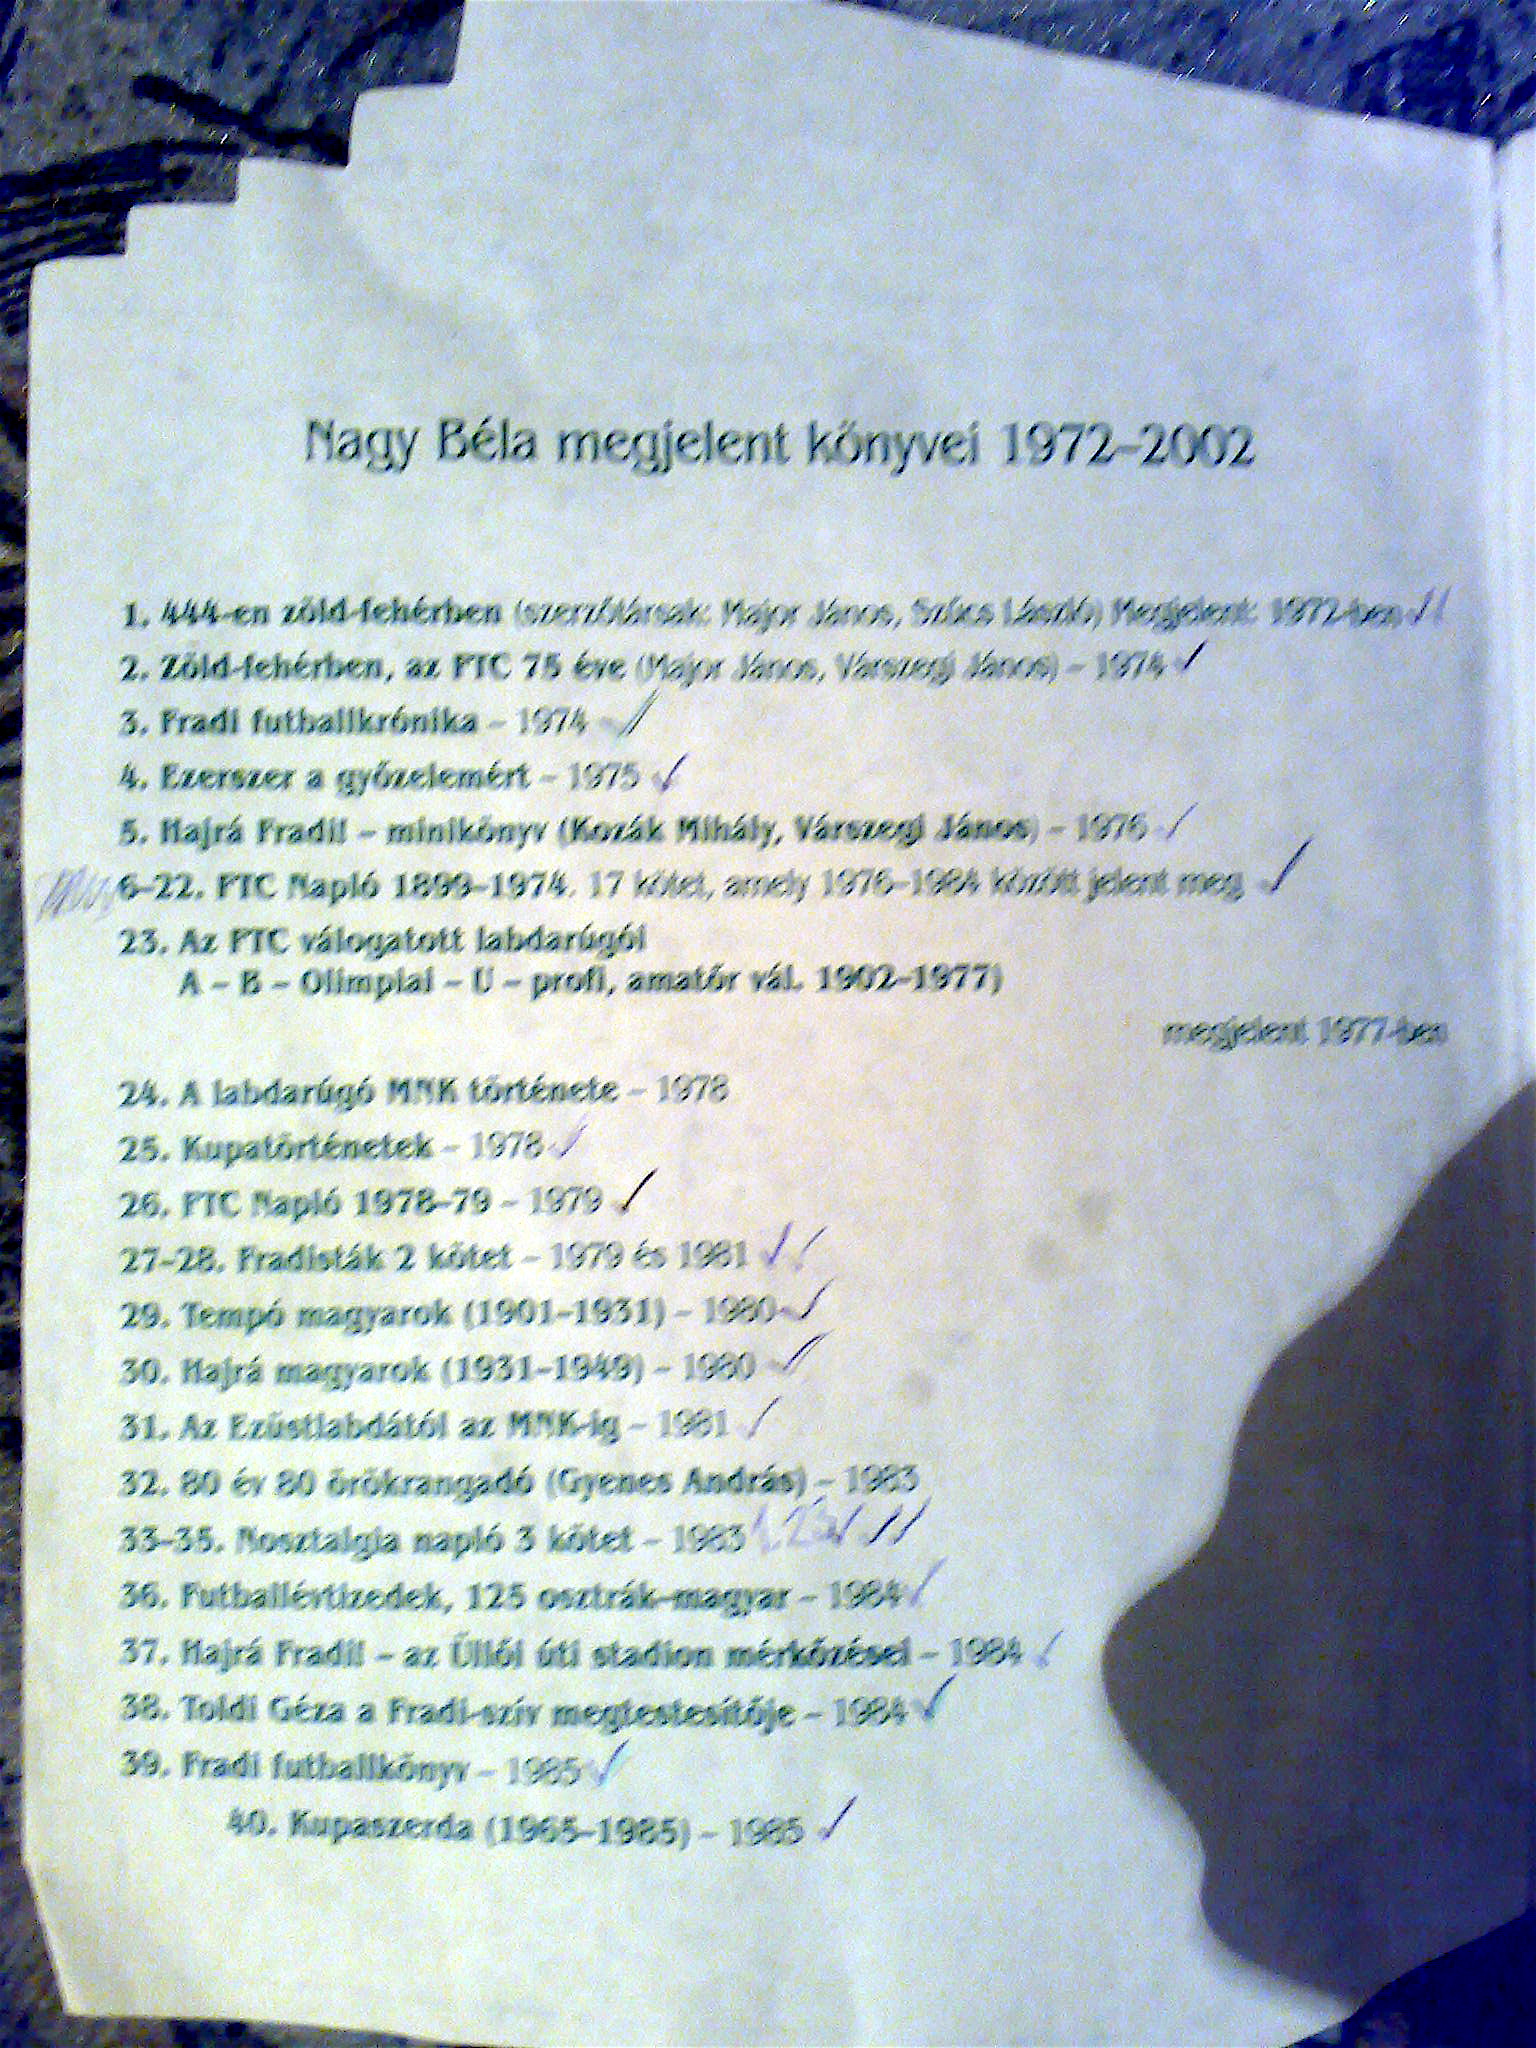 Nagy Béla megjelent könyvei 1972–2002
1. 444-en zöld-fehérben (szerzőtársak: Major János, Szűcs László) Megjelent: 1972-ben
2. Zöld-fehérben, az FTC 75 éve (Major János, Várszegi János) – 1974
3. Fradi futballkrónika – 1974
4. Ezerszer a győzelemért – 1975
5. Hajrá Fradi! – minikönyv (Kozák Mihály, Várszegi János) – 1976
6–22. FTC Napló 1899–1974. 17 kötet, amely 1976–1984 között jelent meg
23. Az FTC válogatott labdarúgói
A – B – Olimpiai – U – profi, amatőr vál. 1902–1977)
megjelent 1977-ben
24. A labdarúgó MNK története – 1978
25. Kupatörténetek – 1978
26. FTC Napló 1978–79 – 1979
27–28. Fradisták 2 kötet – 1979 és 1981
29. Tempó magyarok (1901–1931) – 1980
30. Hajrá magyarok (1931–1949) – 1980
31. Az Ezüstlabdától az MNK-ig – 1981
32. 80 év 80 örökrangadó (Gyenes András) – 1983
33–35. Nosztalgia napló 3 kötet – 1983
36. Futballévtizedek, 125 osztrák–magyar – 1984
37. Hajrá Fradi! – az Üllői úti stadion mérkőzései – 1984
38. Toldi Géza a Fradi-szív megtestesítője – 1984
39. Fradi futballkönyv – 1985
40. Kupaszerda (1965–1985) – 1985